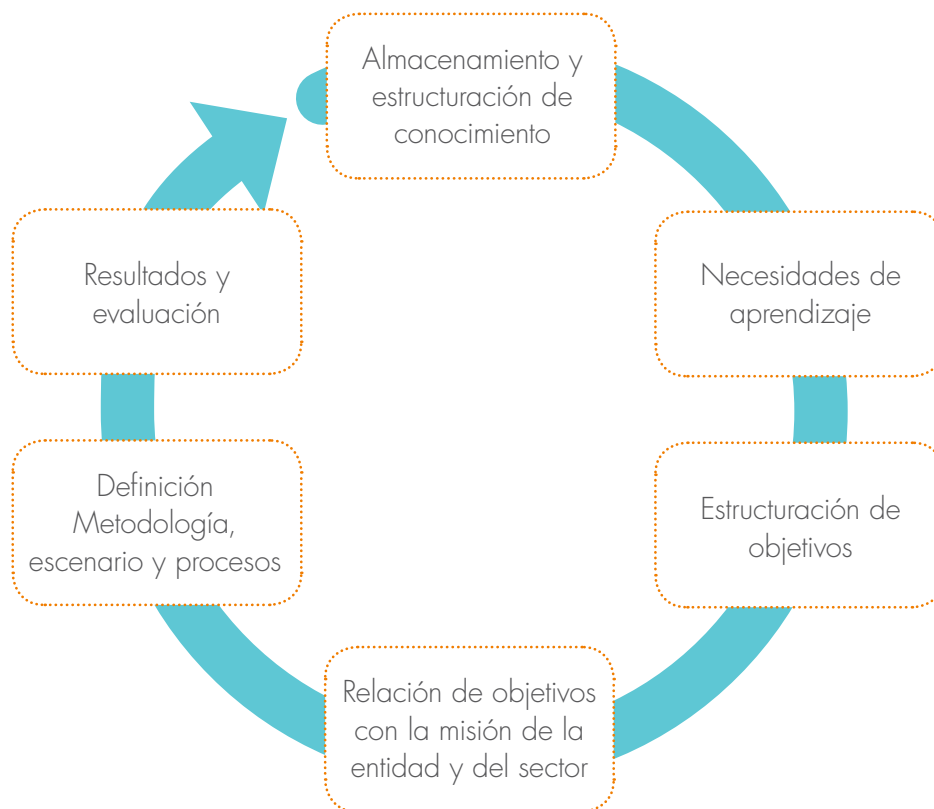 Almacenamiento y
estructuración de
conocimiento
Necesidades de
aprendizaje
Estructuración de
objetivos
Relación de objetivos
con la misión de la
entidad y del sector
Definición
Metodología,
escenario y procesos
Resultados y
evaluación